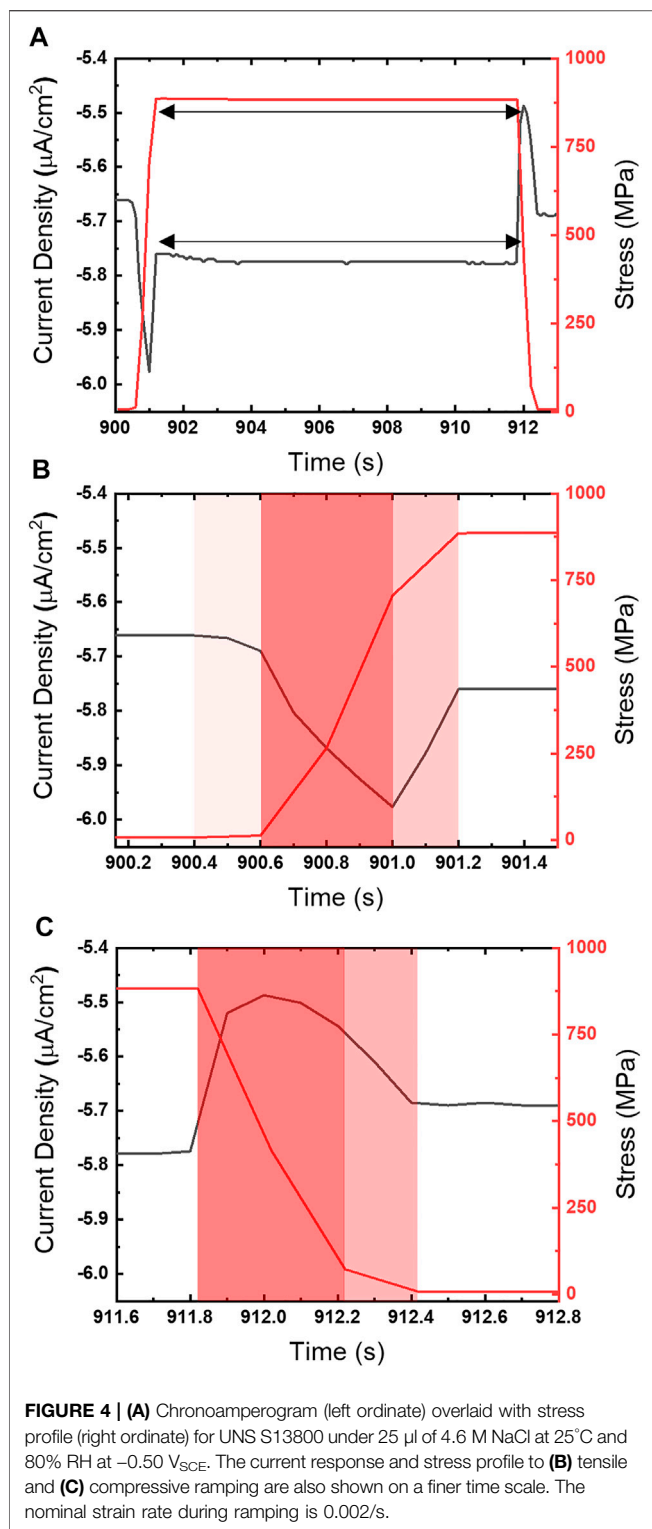 A
Current Density (µA/cm²)
-5.4
-5.5
-5.6
-5.7
-5.8
-5.9
-6.0
1000
750
500
250
0
Stress (MPa)
900 902 904 906 908 910 912
Time (s)
B
Current Density (µA/cm²)
-5.4
-5.5
-5.6
-5.7
-5.8
-5.9
-6.0
1000
750
500
250
0
Stress (MPa)
900.2 900.4 900.6 900.8 901.0 901.2 901.4
Time (s)
C
Current Density (µA/cm²)
-5.4
-5.5
-5.6
-5.7
-5.8
-5.9
-6.0
1000
750
500
250
0
Stress (MPa)
911.6 911.8 912.0 912.2 912.4 912.6 912.8
Time (s)
FIGURE 4 | (A) Chronoamperogram (left ordinate) overlaid with stress
profile (right ordinate) for UNS S13800 under 25 µl of 4.6 M NaCl at 25°C and
80% RH at −0.50 VSCE. The current response and stress profile to (B) tensile
and (C) compressive ramping are also shown on a finer time scale. The
nominal strain rate during ramping is 0.002/s.